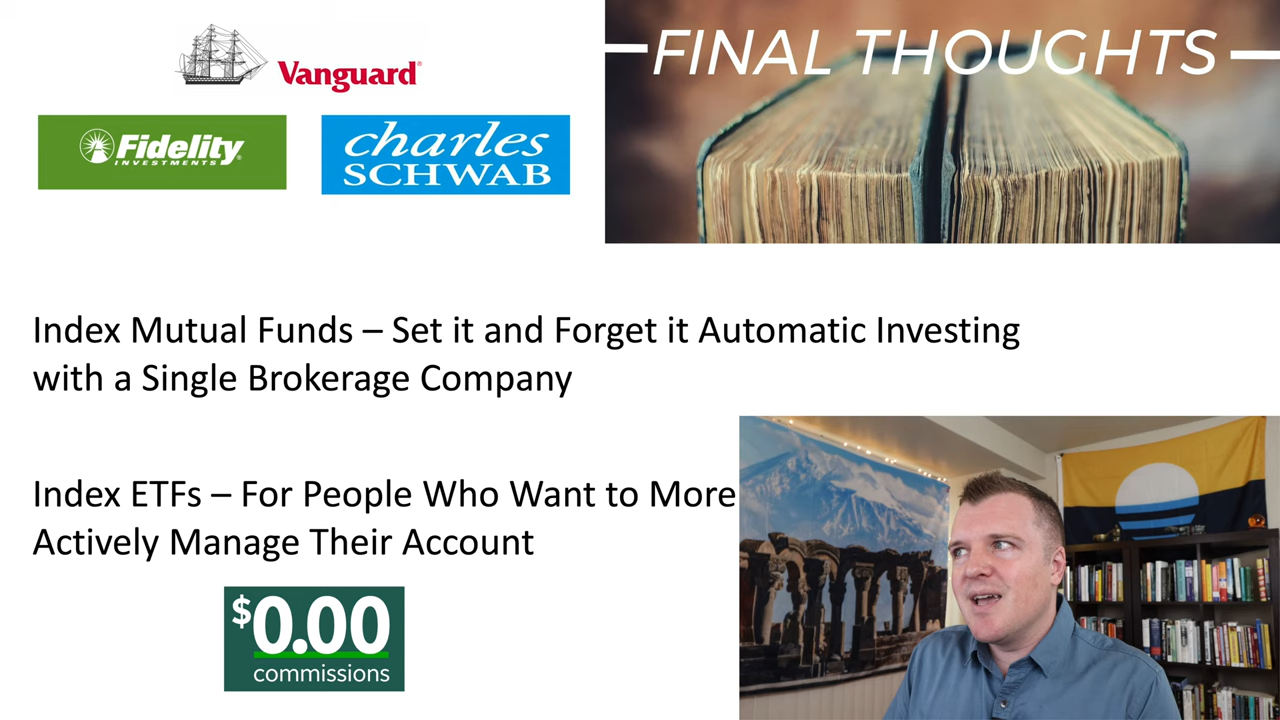 Vanguard®
FINAL THOUGHTS
Fidelity
INVESTMENTS®
charles
SCHWAB
Index Mutual Funds – Set it and Forget it Automatic Investing
with a Single Brokerage Company
Index ETFs – For People Who Want to More
Actively Manage Their Account
$0.00
commissions